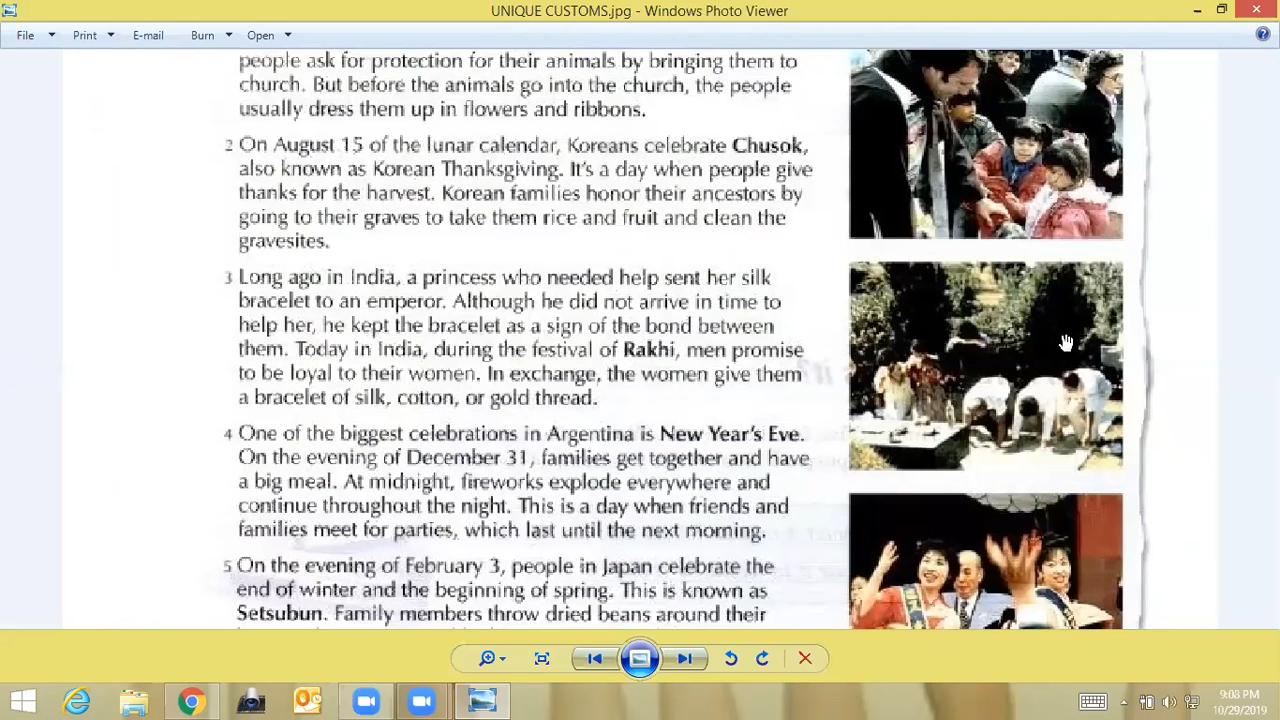 UNIQUE CUSTOMS.jpg - Windows Photo Viewer
File Print E-mail Burn Open
people ask for protection for their animals by bringing them to
church. But before the animals go into the church, the people
usually dress them up in flowers and ribbons.
2 On August 15 of the lunar calendar, Koreans celebrate Chusok,
also known as Korean Thanksgiving. It's a day when people give
thanks for the harvest. Korean families honor their ancestors by
going to their graves to take them rice and fruit and clean the
gravesites.
3 Long ago in India, a princess who needed help sent her silk
bracelet to an emperor. Although he did not arrive in time to
help her, he kept the bracelet as a sign of the bond between
them. Today in India, during the festival of Rakhi, men promise
to be loyal to their women. In exchange, the women give them
a bracelet of silk, cotton, or gold thread.
4 One of the biggest celebrations in Argentina is New Year's Eve.
On the evening of December 31, families get together and have
a big meal. At midnight, fireworks explode everywhere and
continue throughout the night. This is a day when friends and
families meet for parties, which last until the next morning.
5 On the evening of February 3, people in Japan celebrate the
end of winter and the beginning of spring. This is known as
Setsubun. Family members throw dried beans around their
9:08 PM
10/29/2019